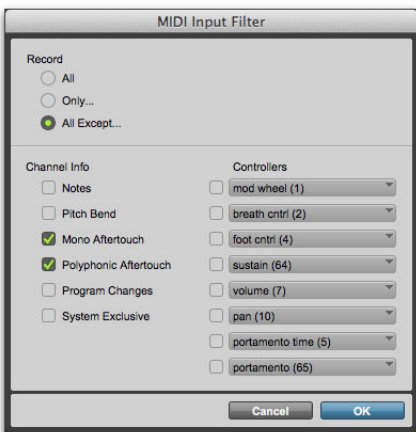 MIDI Input Filter
Record
All
Only...
All Except...
Channel Info
Notes
Pitch Bend
Mono Aftertouch
Polyphonic Aftertouch
Program Changes
System Exclusive
Controllers
mod wheel (1)
breath cntrl (2)
foot cntrl (4)
sustain (64)
volume (7)
pan (10)
portamento time (5)
portamento (65)
Cancel
OK